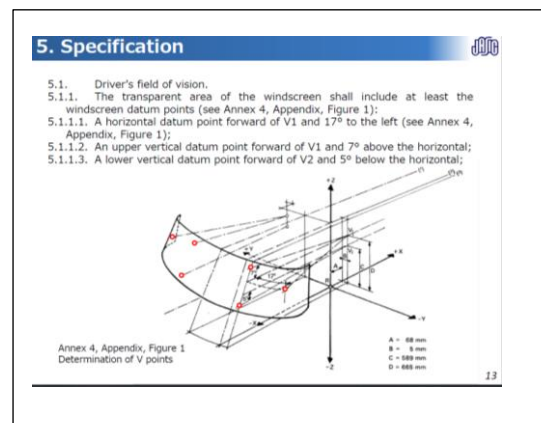 5. Specification
JASIC
5.1. Driver's field of vision.
5.1.1. The transparent area of the windscreen shall include at least the
windscreen datum points (see Annex 4, Appendix, Figure 1):
5.1.1.1. A horizontal datum point forward of V1 and 17° to the left (see Annex 4,
Appendix, Figure 1);
5.1.1.2. An upper vertical datum point forward of V1 and 7° above the horizontal;
5.1.1.3. A lower vertical datum point forward of V2 and 5° below the horizontal;
+Z
+X
+Y
17°
A
C
D
-X
-Y
-Z
A = 68 mm
B = 5 mm
C = 589 mm
D = 665 mm
Annex 4, Appendix, Figure 1
Determination of V points
13